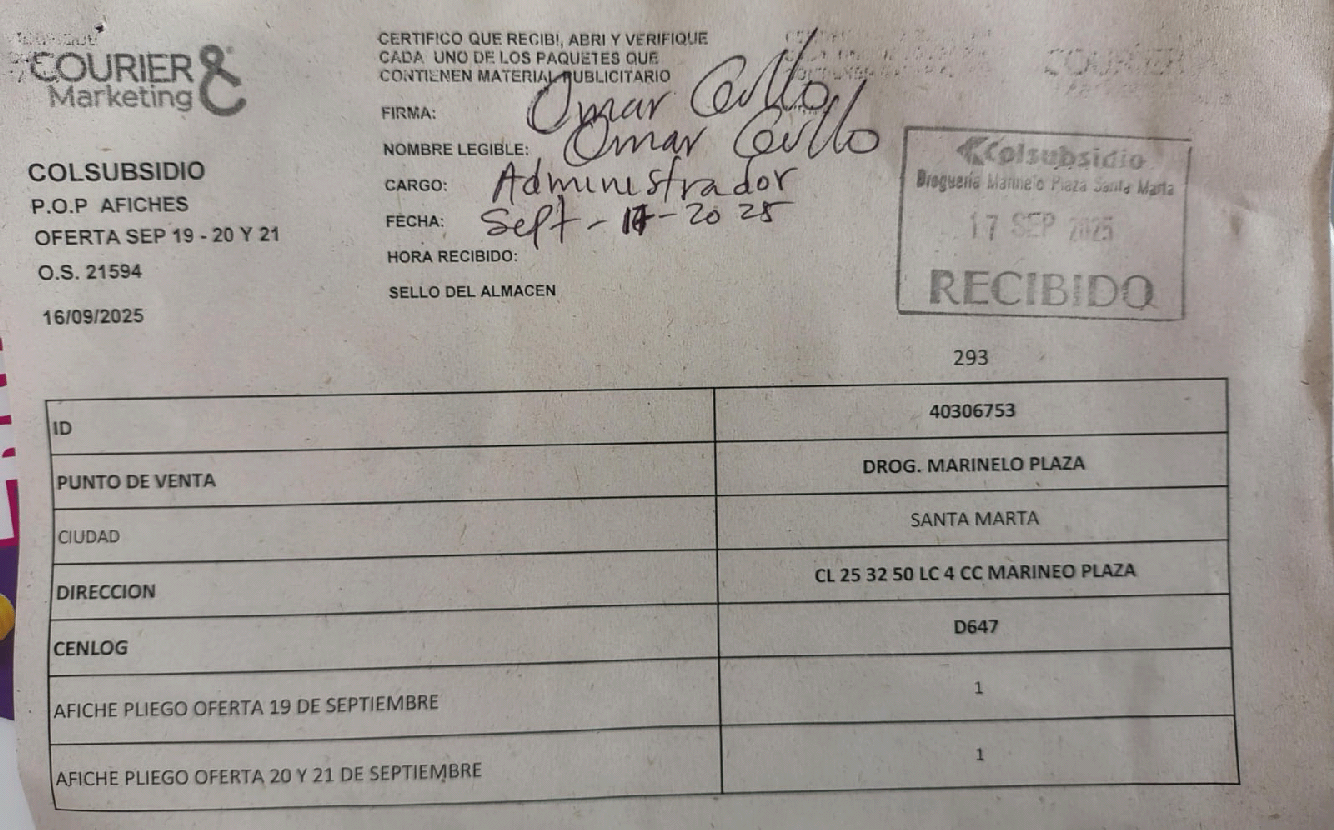 COURIER &
Marketing
COLSUBSIDIO
P.O.P AFICHES
OFERTA SEP 19 - 20 Y 21
O.S. 21594
16/09/2025
CERTIFICO QUE RECIBI, ABRI Y VERIFIQUE
CADA UNO DE LOS PAQUETES QUE
CONTIENEN MATERIAL PUBLICITARIO
FIRMA: Omar
NOMBRE LEGIBLE: Omar
CARGO: Administrador
FECHA: Sept - 17 - 2025
HORA RECIBIDO:
SELLO DEL ALMACEN
Colsubsidio
Droguería Marinelo Plaza Santa Marta
17 SEP 2025
RECIBIDO
293
ID 40306753
PUNTO DE VENTA DROG. MARINELO PLAZA
CIUDAD SANTA MARTA
DIRECCION CL 25 32 50 LC 4 CC MARINEO PLAZA
CENLOG D647
AFICHE PLIEGO OFERTA 19 DE SEPTIEMBRE 1
AFICHE PLIEGO OFERTA 20 Y 21 DE SEPTIEMBRE 1